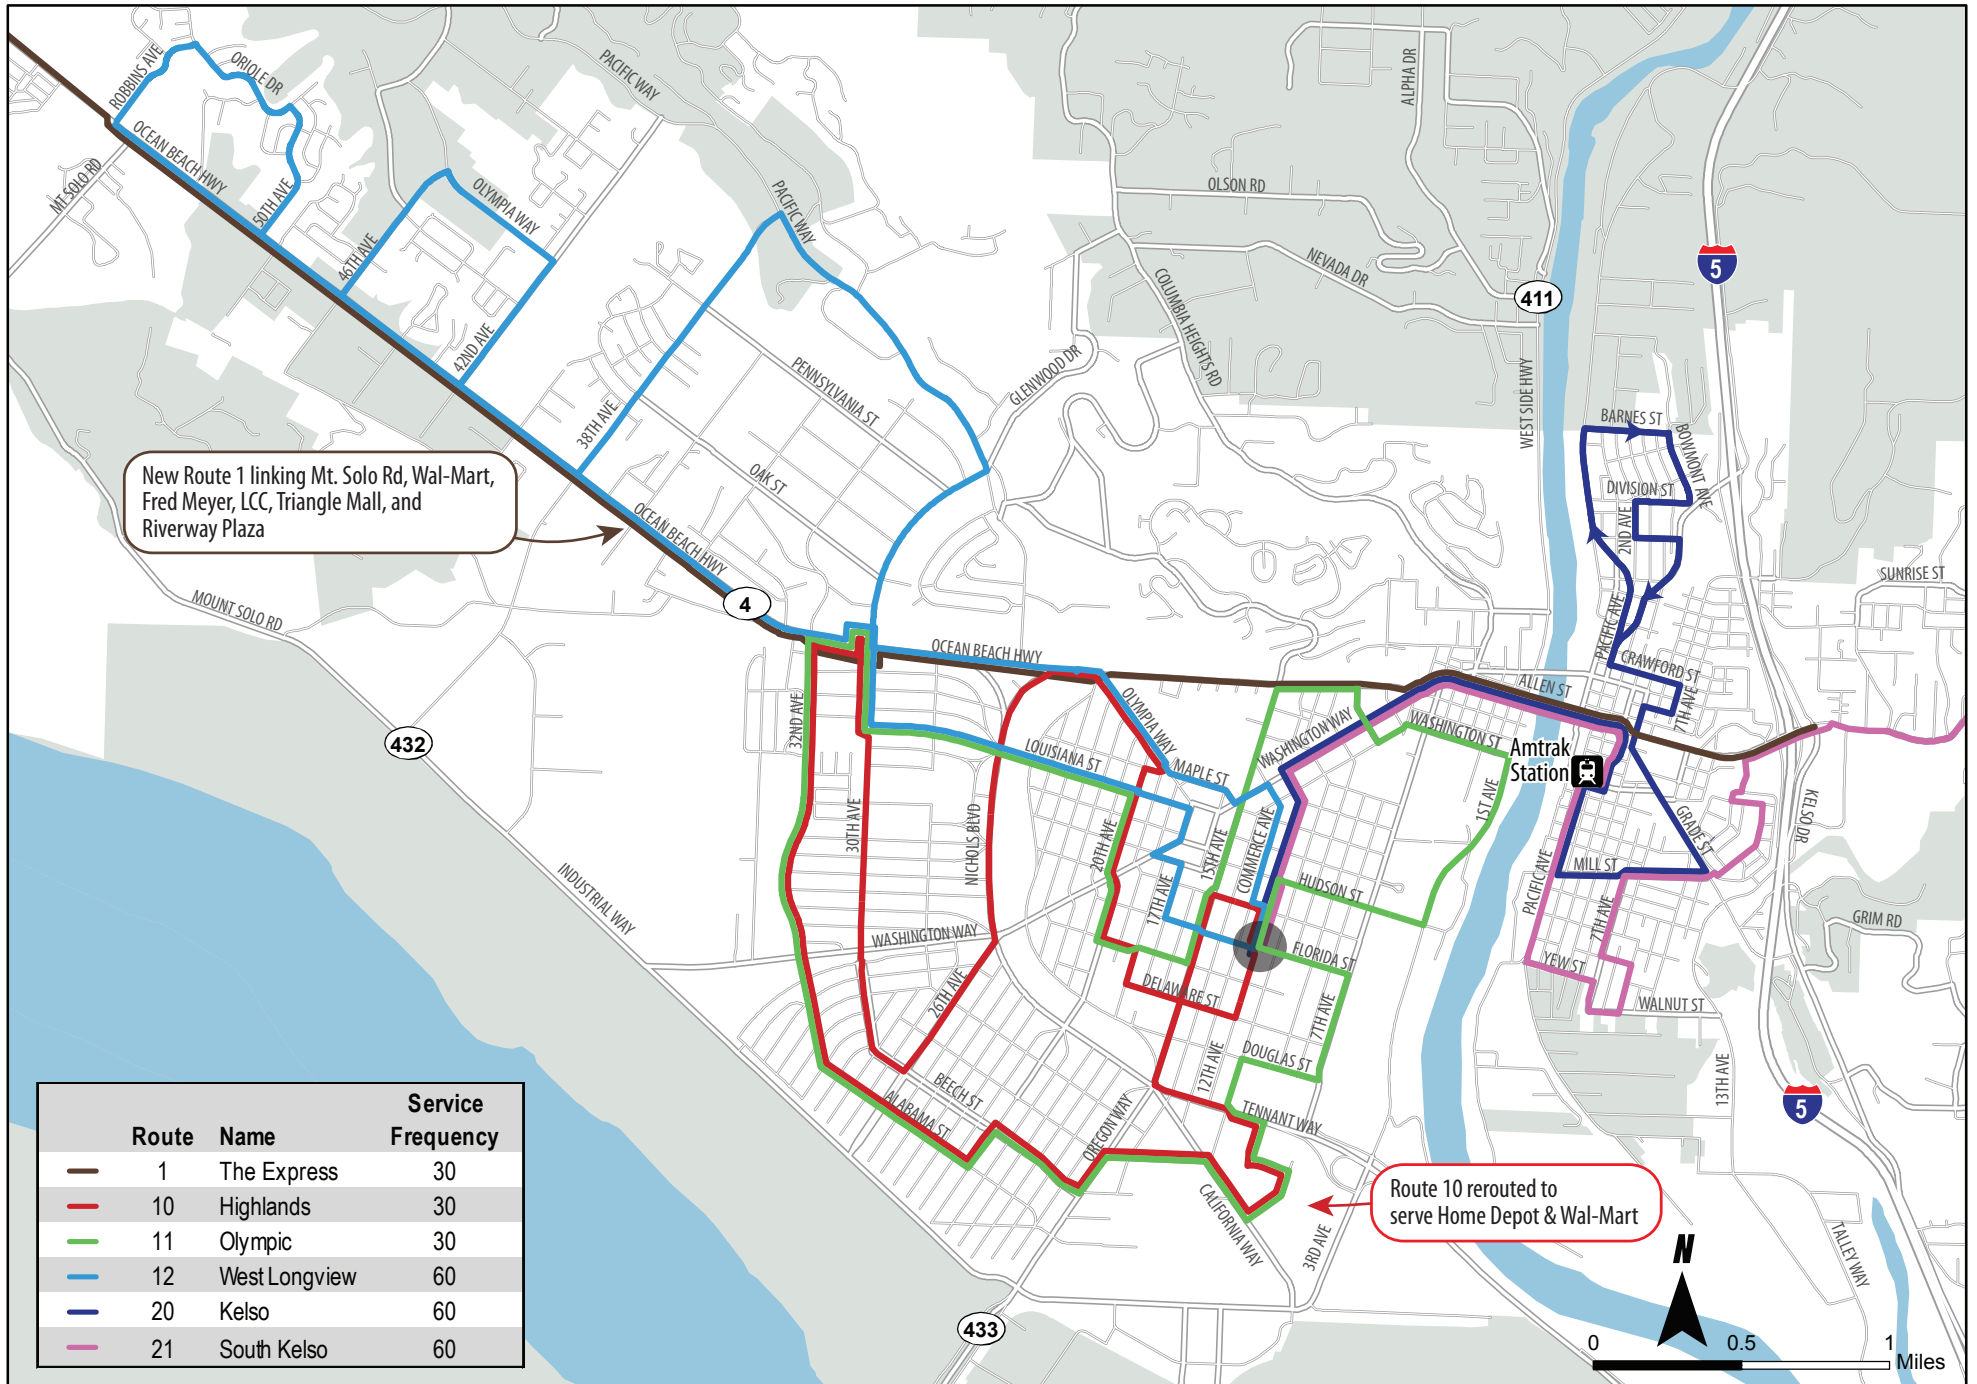 ROBBINS AVE
ORIOLE DR
PACIFIC WAY
ALPHA DR
OCEAN BEACH HWY
MT SOLO RD
50TH AVE
46TH AVE
OLYMPIA WAY
PACIFIC WAY
OLSON RD
NEVADA DR
5
411
COLUMBIA HEIGHTS RD
42ND AVE
38TH AVE
PENNSYLVANIA ST
GLENWOOD DR
WEST SIDE HWY
BARNES ST
BOWMONT AVE
DIVISION ST
2ND AVE
OAK ST
New Route 1 linking Mt. Solo Rd, Wal-Mart,
Fred Meyer, LCC, Triangle Mall, and
Riverway Plaza
OCEAN BEACH HWY
4
MOUNT SOLO RD
SUNRISE ST
PACIFIC AVE
CRAWFORD ST
OCEAN BEACH HWY
ALLEN ST
7TH AVE
432
32ND AVE
OLYMPIA WAY
LOUISIANA ST
MAPLE ST
WASHINGTON WAY
WASHINGTON ST
Amtrak
Station
1ST AVE
30TH AVE
NICHOLS BLVD
20TH AVE
17TH AVE
15TH AVE
COMMERCE AVE
HUDSON ST
GRADE ST
KELSO DR
MILL ST
PACIFIC AVE
7TH AVE
GRIM RD
INDUSTRIAL WAY
WASHINGTON WAY
26TH AVE
FLORIDA ST
DELAWARE ST
7TH AVE
YEW ST
WALNUT ST
12TH AVE
DOUGLAS ST
13TH AVE
5
BEECH ST
ALABAMA ST
OREGON WAY
TENNANT WAY
CALIFORNIA WAY
3RD AVE
Route 10 rerouted to
serve Home Depot & Wal-Mart
TALLEY WAY
433
Route Name Service Frequency
1 The Express 30
10 Highlands 30
11 Olympic 30
12 West Longview 60
20 Kelso 60
21 South Kelso 60
N
0 0.5 1
Miles